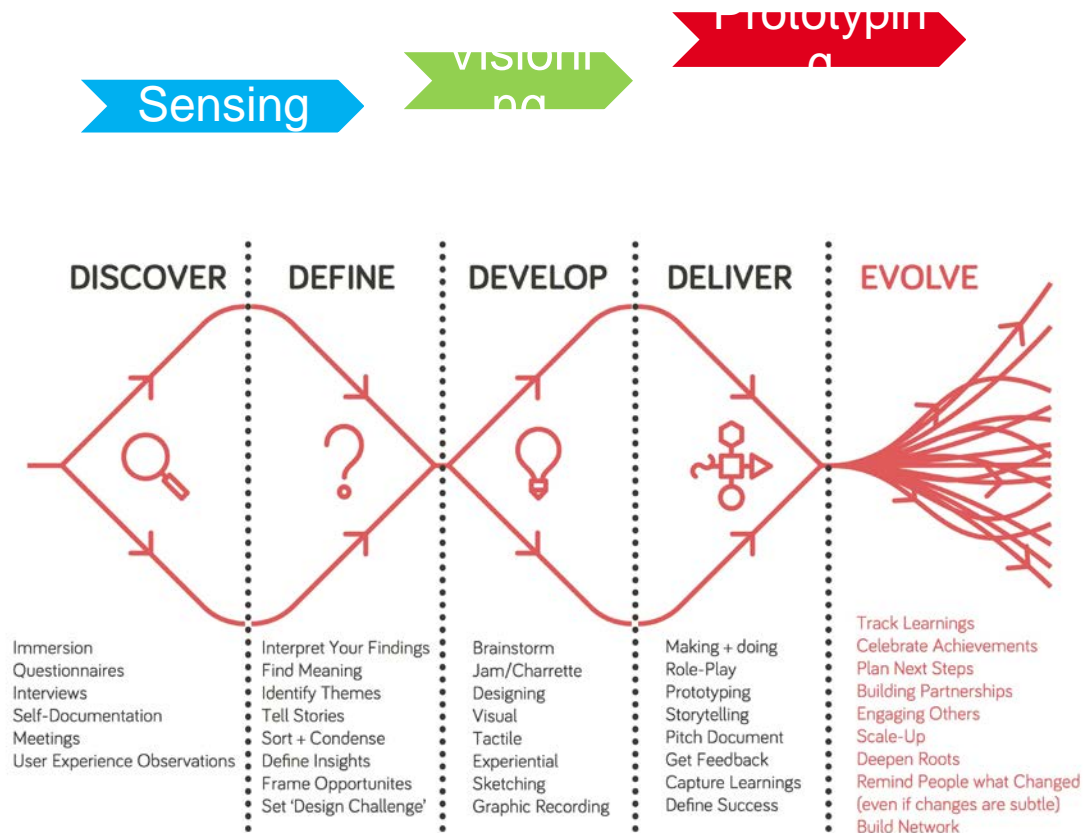 Sensing
Visioni
ng
Prototypin
g
DISCOVER
DEFINE
DEVELOP
DELIVER
EVOLVE
Immersion
Questionnaires
Interviews
Self-Documentation
Meetings
User Experience Observations
Interpret Your Findings
Find Meaning
Identify Themes
Tell Stories
Sort + Condense
Define Insights
Frame Opportunites
Set ‘Design Challenge’
Brainstorm
Jam/Charrette
Designing
Visual
Tactile
Experiential
Sketching
Graphic Recording
Making + doing
Role-Play
Prototyping
Storytelling
Pitch Document
Get Feedback
Capture Learnings
Define Success
Track Learnings
Celebrate Achievements
Plan Next Steps
Building Partnerships
Engaging Others
Scale-Up
Deepen Roots
Remind People what Changed
(even if changes are subtle)
Build Network